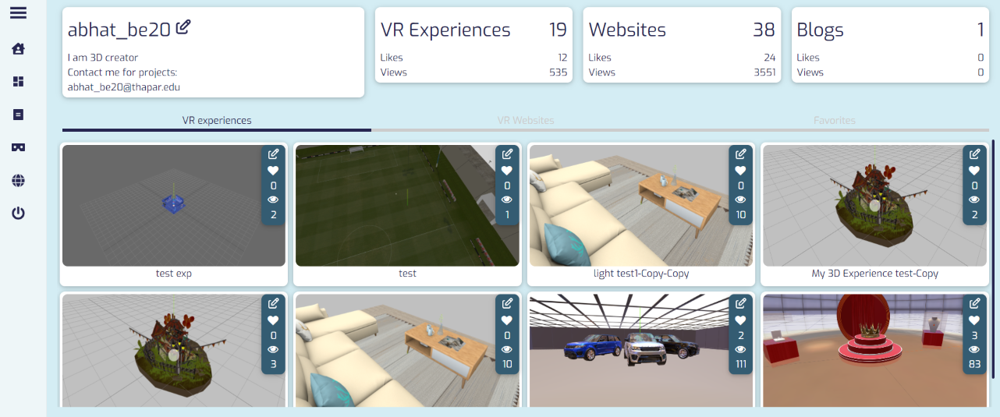 abhat_be20
I am 3D creator
Contact me for projects:
abhat_be20@thapar.edu
VR Experiences 19
Likes 12
Views 535
Websites 38
Likes 24
Views 3551
Blogs 1
Likes 0
Views 0
VR experiences
VR Websites
Favorites
0
2
test exp
0
1
test
0
10
light test1-Copy-Copy
0
2
My 3D Experience test-Copy
0
3
0
10
2
111
3
83